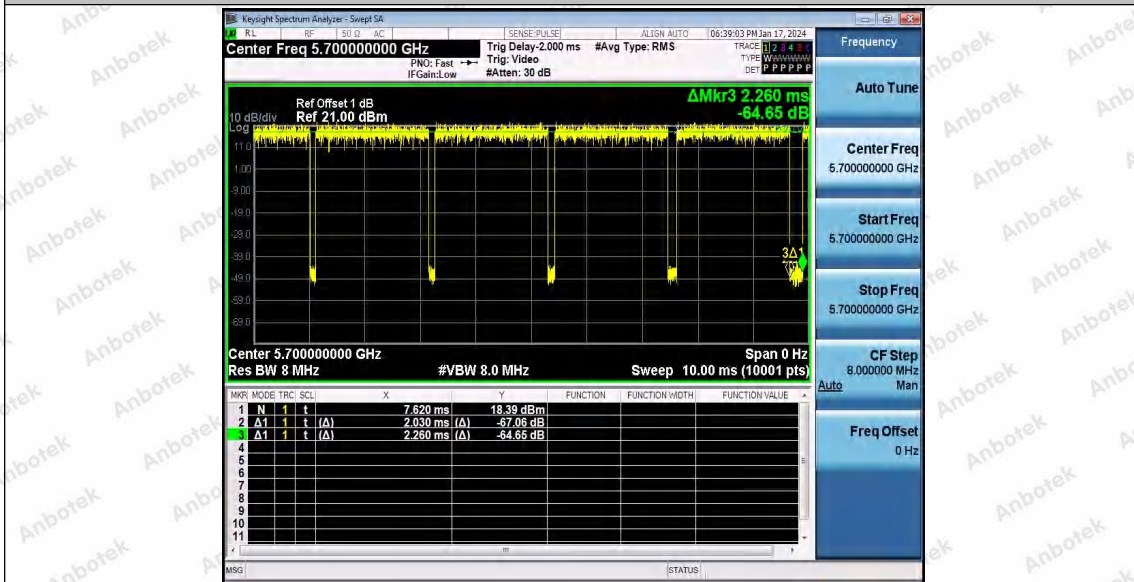 Keysight Spectrum Analyzer - Swept SA
RL RF 50 Ω AC SENSE:PULSE ALIGN AUTO 06:39:03 PM Jan 17, 2024
Center Freq 5.700000000 GHz
PNO: Fast
IFGain:Low
Trig Delay-2.000 ms
Trig: Video
#Atten: 30 dB
#Avg Type: RMS
TRACE 1 2 3 4 5 6
TYPE WWWWWW
DET P P P P P P
Frequency
Auto Tune
Center Freq
5.700000000 GHz
Start Freq
5.700000000 GHz
Stop Freq
5.700000000 GHz
CF Step
8.000000 MHz
Auto Man
Freq Offset
0 Hz
ΔMkr3 2.260 ms
-64.65 dB
Ref Offset 1 dB
10 dB/div Ref 21.00 dBm
Log
11.0
1.00
-9.00
-19.0
-29.0
-39.0
-49.0
-59.0
-69.0
3Δ1
Center 5.700000000 GHz Span 0 Hz
Res BW 8 MHz #VBW 8.0 MHz Sweep 10.00 ms (10001 pts)
MKR MODE TRC SCL X Y FUNCTION FUNCTION WIDTH FUNCTION VALUE
1 N 1 t 7.620 ms 18.39 dBm
2 Δ1 1 t (Δ) 2.030 ms (Δ) -67.06 dB
3 Δ1 1 t (Δ) 2.260 ms (Δ) -64.65 dB
4
5
6
7
8
9
10
11
MSG STATUS
Anbotek